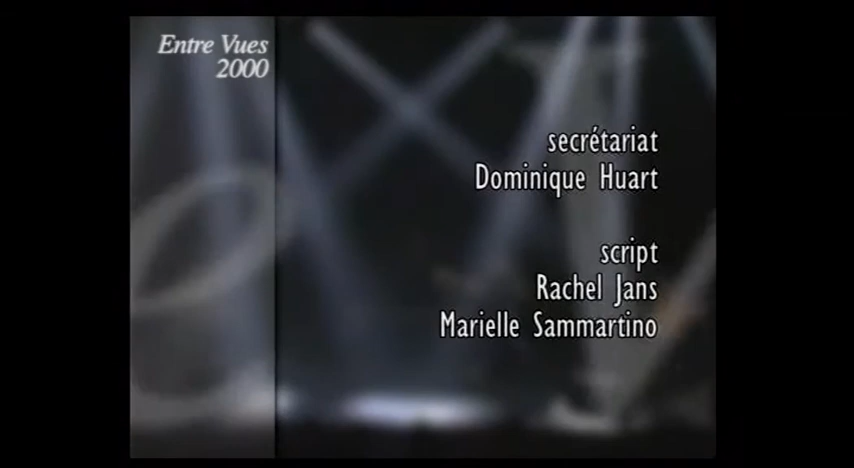 Entre Vues
2000
secrétariat
Dominique Huart
script
Rachel Jans
Marielle Sammartino